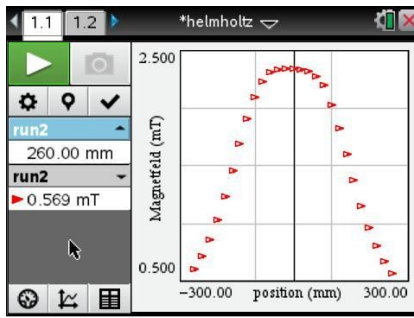 1.1 1.2 *helmholtz
run2
260.00 mm
run2
0.569 mT
2.500
Magnetfeld (mT)
0.500
-300.00 position (mm) 300.00